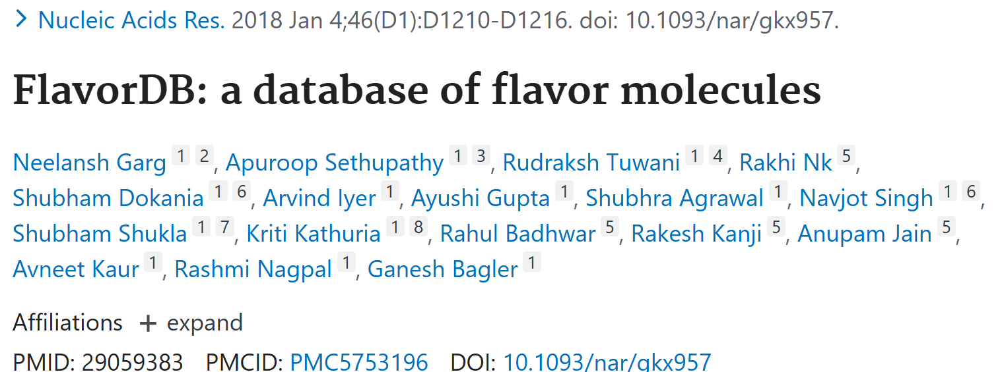 Nucleic Acids Res. 2018 Jan 4;46(D1):D1210-D1216. doi: 10.1093/nar/gkx957.
FlavorDB: a database of flavor molecules
Neelansh Garg 1 2, Apuroop Sethupathy 1 3, Rudraksh Tuwani 1 4, Rakhi Nk 5,
Shubham Dokania 1 6, Arvind Iyer 1, Ayushi Gupta 1, Shubhra Agrawal 1, Navjot Singh 1 6,
Shubham Shukla 1 7, Kriti Kathuria 1 8, Rahul Badhwar 5, Rakesh Kanji 5, Anupam Jain 5,
Avneet Kaur 1, Rashmi Nagpal 1, Ganesh Bagler 1
Affiliations + expand
PMID: 29059383 PMCID: PMC5753196 DOI: 10.1093/nar/gkx957